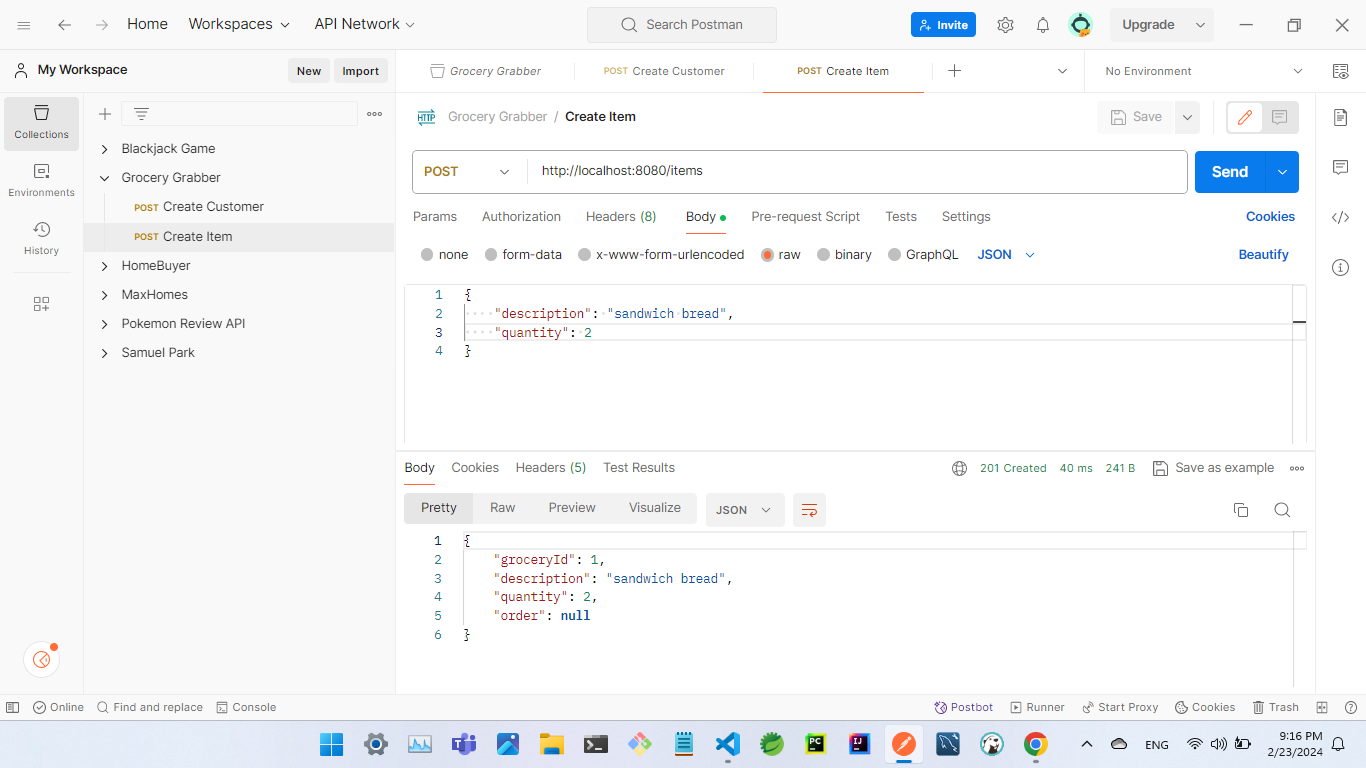 Home Workspaces API Network Search Postman Invite Upgrade
My Workspace New Import Grocery Grabber POST Create Customer POST Create Item No Environment
Collections
Environments
History
Blackjack Game
Grocery Grabber
POST Create Customer
POST Create Item
HomeBuyer
MaxHomes
Pokemon Review API
Samuel Park
HTTP Grocery Grabber / Create Item Save
POST http://localhost:8080/items Send
Params Authorization Headers (8) Body Pre-request Script Tests Settings Cookies
none form-data x-www-form-urlencoded raw binary GraphQL JSON Beautify
1 {
2 "description": "sandwich bread",
3 "quantity": 2
4 }
Body Cookies Headers (5) Test Results 201 Created 40 ms 241 B Save as example
Pretty Raw Preview Visualize JSON
1 {
2 "groceryId": 1,
3 "description": "sandwich bread",
4 "quantity": 2,
5 "order": null
6 }
Online Find and replace Console Postbot Runner Start Proxy Cookies Trash
PC IJ ENG 9:16 PM
2/23/2024